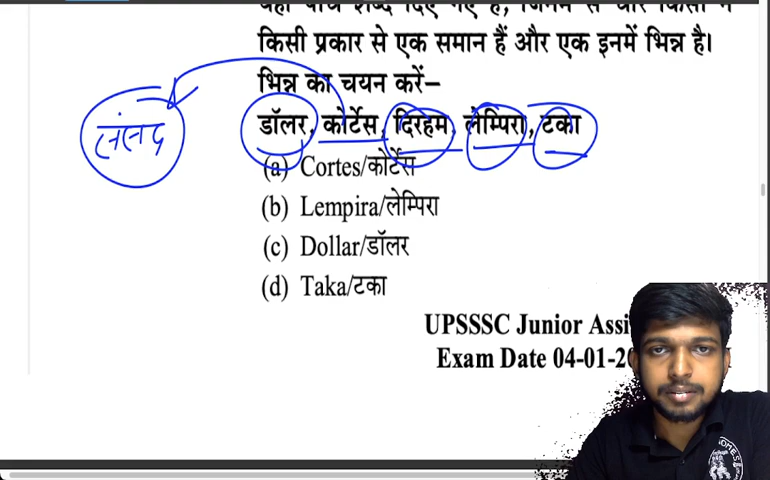 किसी प्रकार से एक समान हैं और एक इनमें भिन्न है।
भिन्न का चयन करें–
डॉलर, कोर्टेस, दिरहम, लेम्पिरा, टका
संसद
(a) Cortes/कोर्टेस
(b) Lempira/लेम्पिरा
(c) Dollar/डॉलर
(d) Taka/टका
UPSSSC Junior Assi
Exam Date 04-01-20